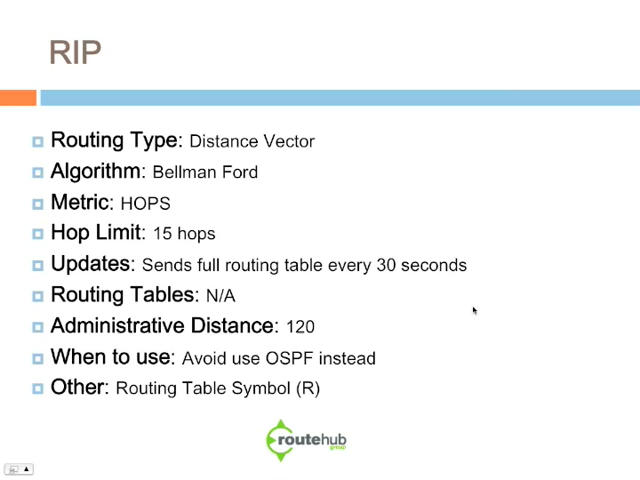 RIP
Routing Type: Distance Vector
Algorithm: Bellman Ford
Metric: HOPS
Hop Limit: 15 hops
Updates: Sends full routing table every 30 seconds
Routing Tables: N/A
Administrative Distance: 120
When to use: Avoid use OSPF instead
Other: Routing Table Symbol (R)
routehub
group